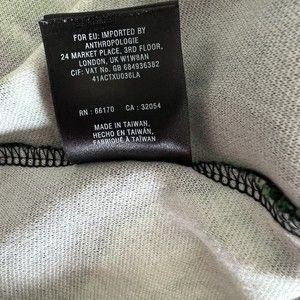 FOR EU: IMPORTED BY
ANTHROPOLOGIE
24 MARKET PLACE, 3RD FLOOR,
LONDON, UK W1W8AN
CIF: VAT No. GB 684936382
41ACTXU036LA
RN : 66170 CA : 32054
MADE IN TAIWAN,
HECHO EN TAIWAN,
FABRIQUÉ À TAÏWAN